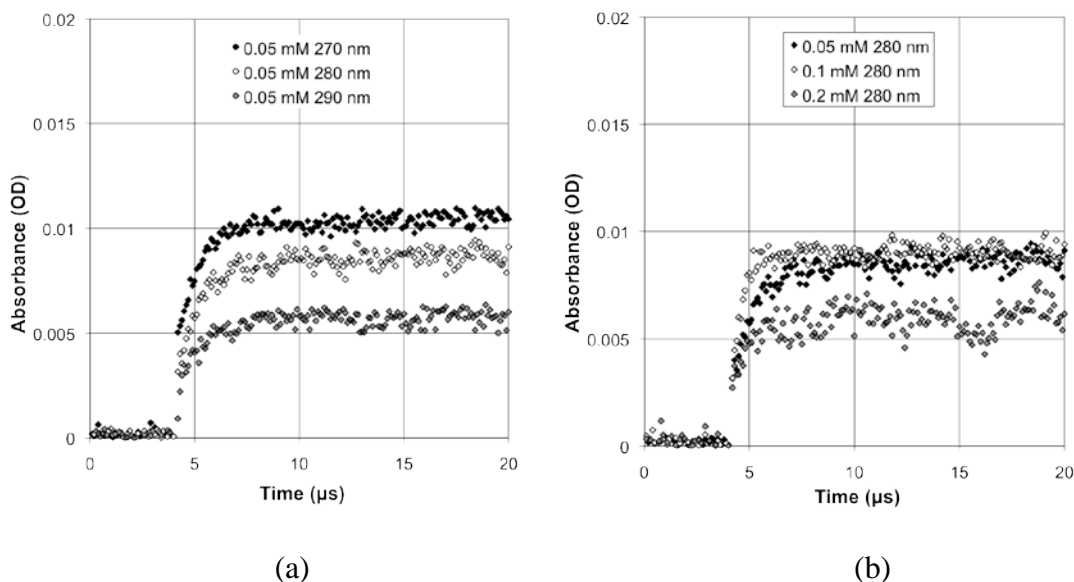 0.02
0.015
0.01
0.005
0
0 5 10 15 20
Absorbance (OD)
Time (µs)
◆ 0.05 mM 270 nm
◇ 0.05 mM 280 nm
◆ 0.05 mM 290 nm
(a)
0.02
0.015
0.01
0.005
0
0 5 10 15 20
Absorbance (OD)
Time (µs)
◆ 0.05 mM 280 nm
◇ 0.1 mM 280 nm
◆ 0.2 mM 280 nm
(b)